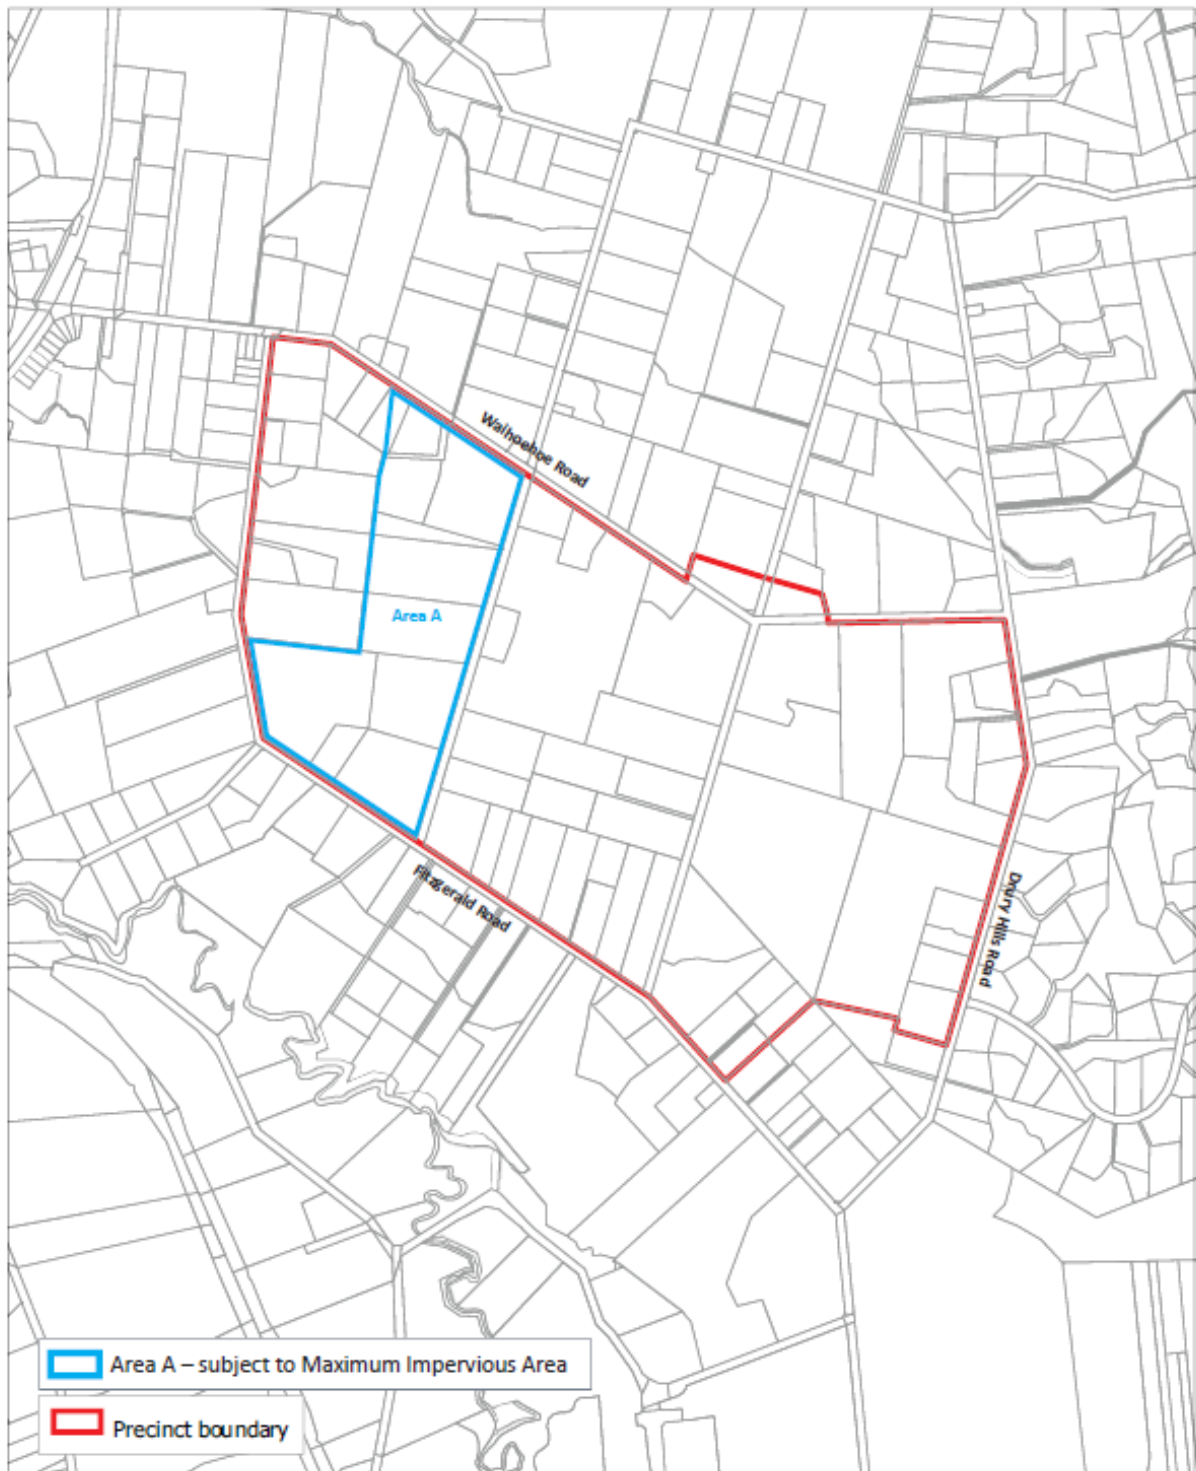 Waihoehoe Road
Area A
Fitzgerald Road
Drury Hills Road
Area A – subject to Maximum Impervious Area
Precinct boundary